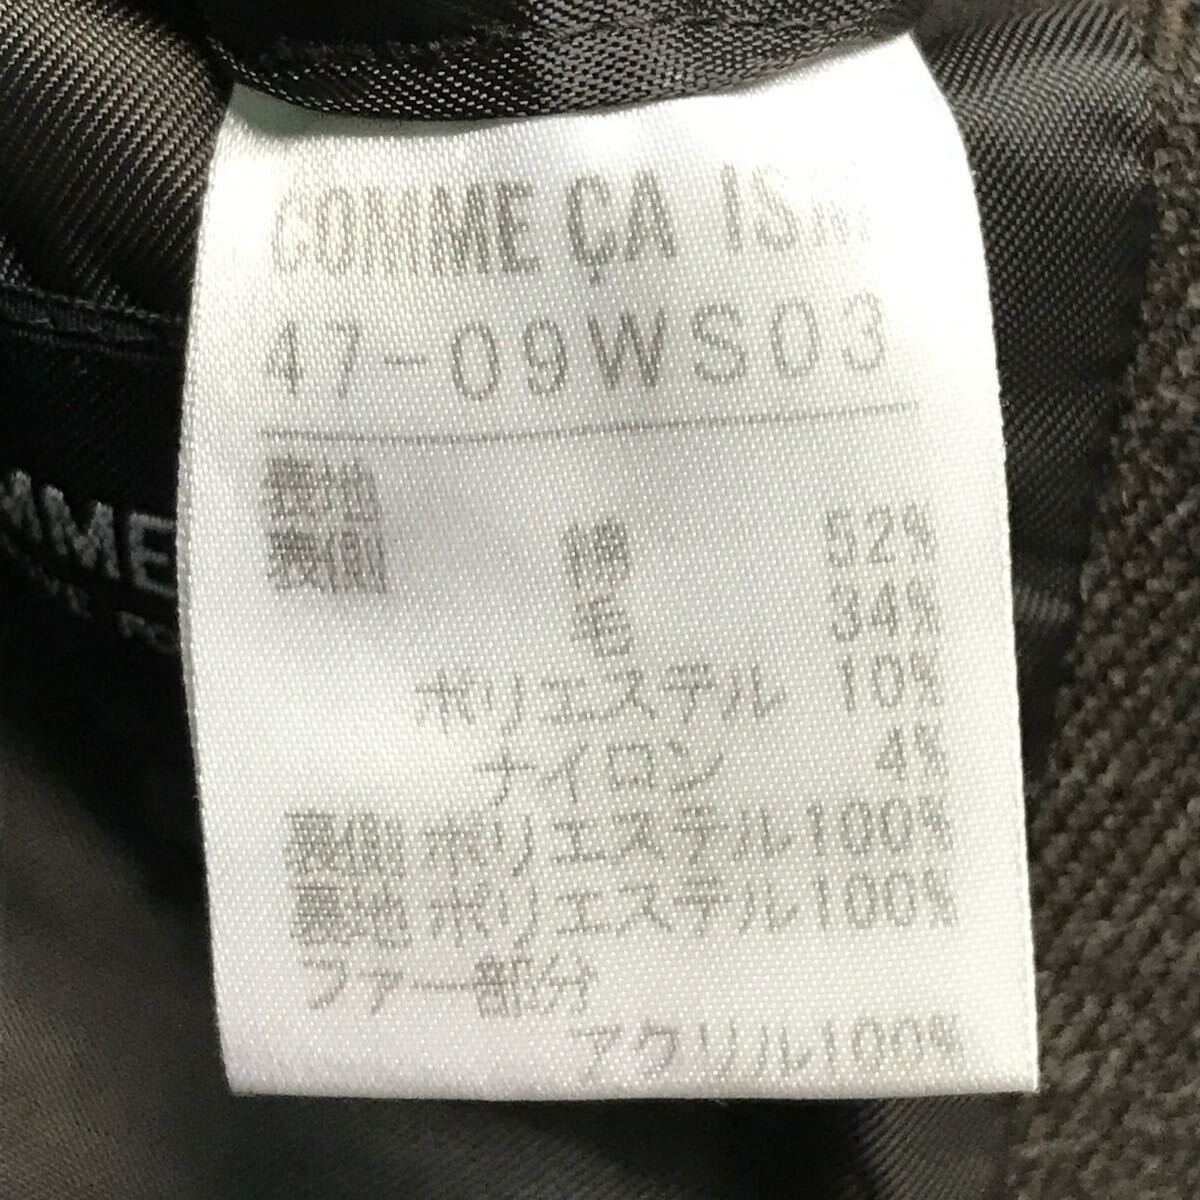 COMME ÇA ISM
47-09WS03
表地
表側 綿 52%
毛 34%
ポリエステル 10%
ナイロン 4%
裏側 ポリエステル100%
裏地 ポリエステル100%
ファー部分
アクリル100%
MME